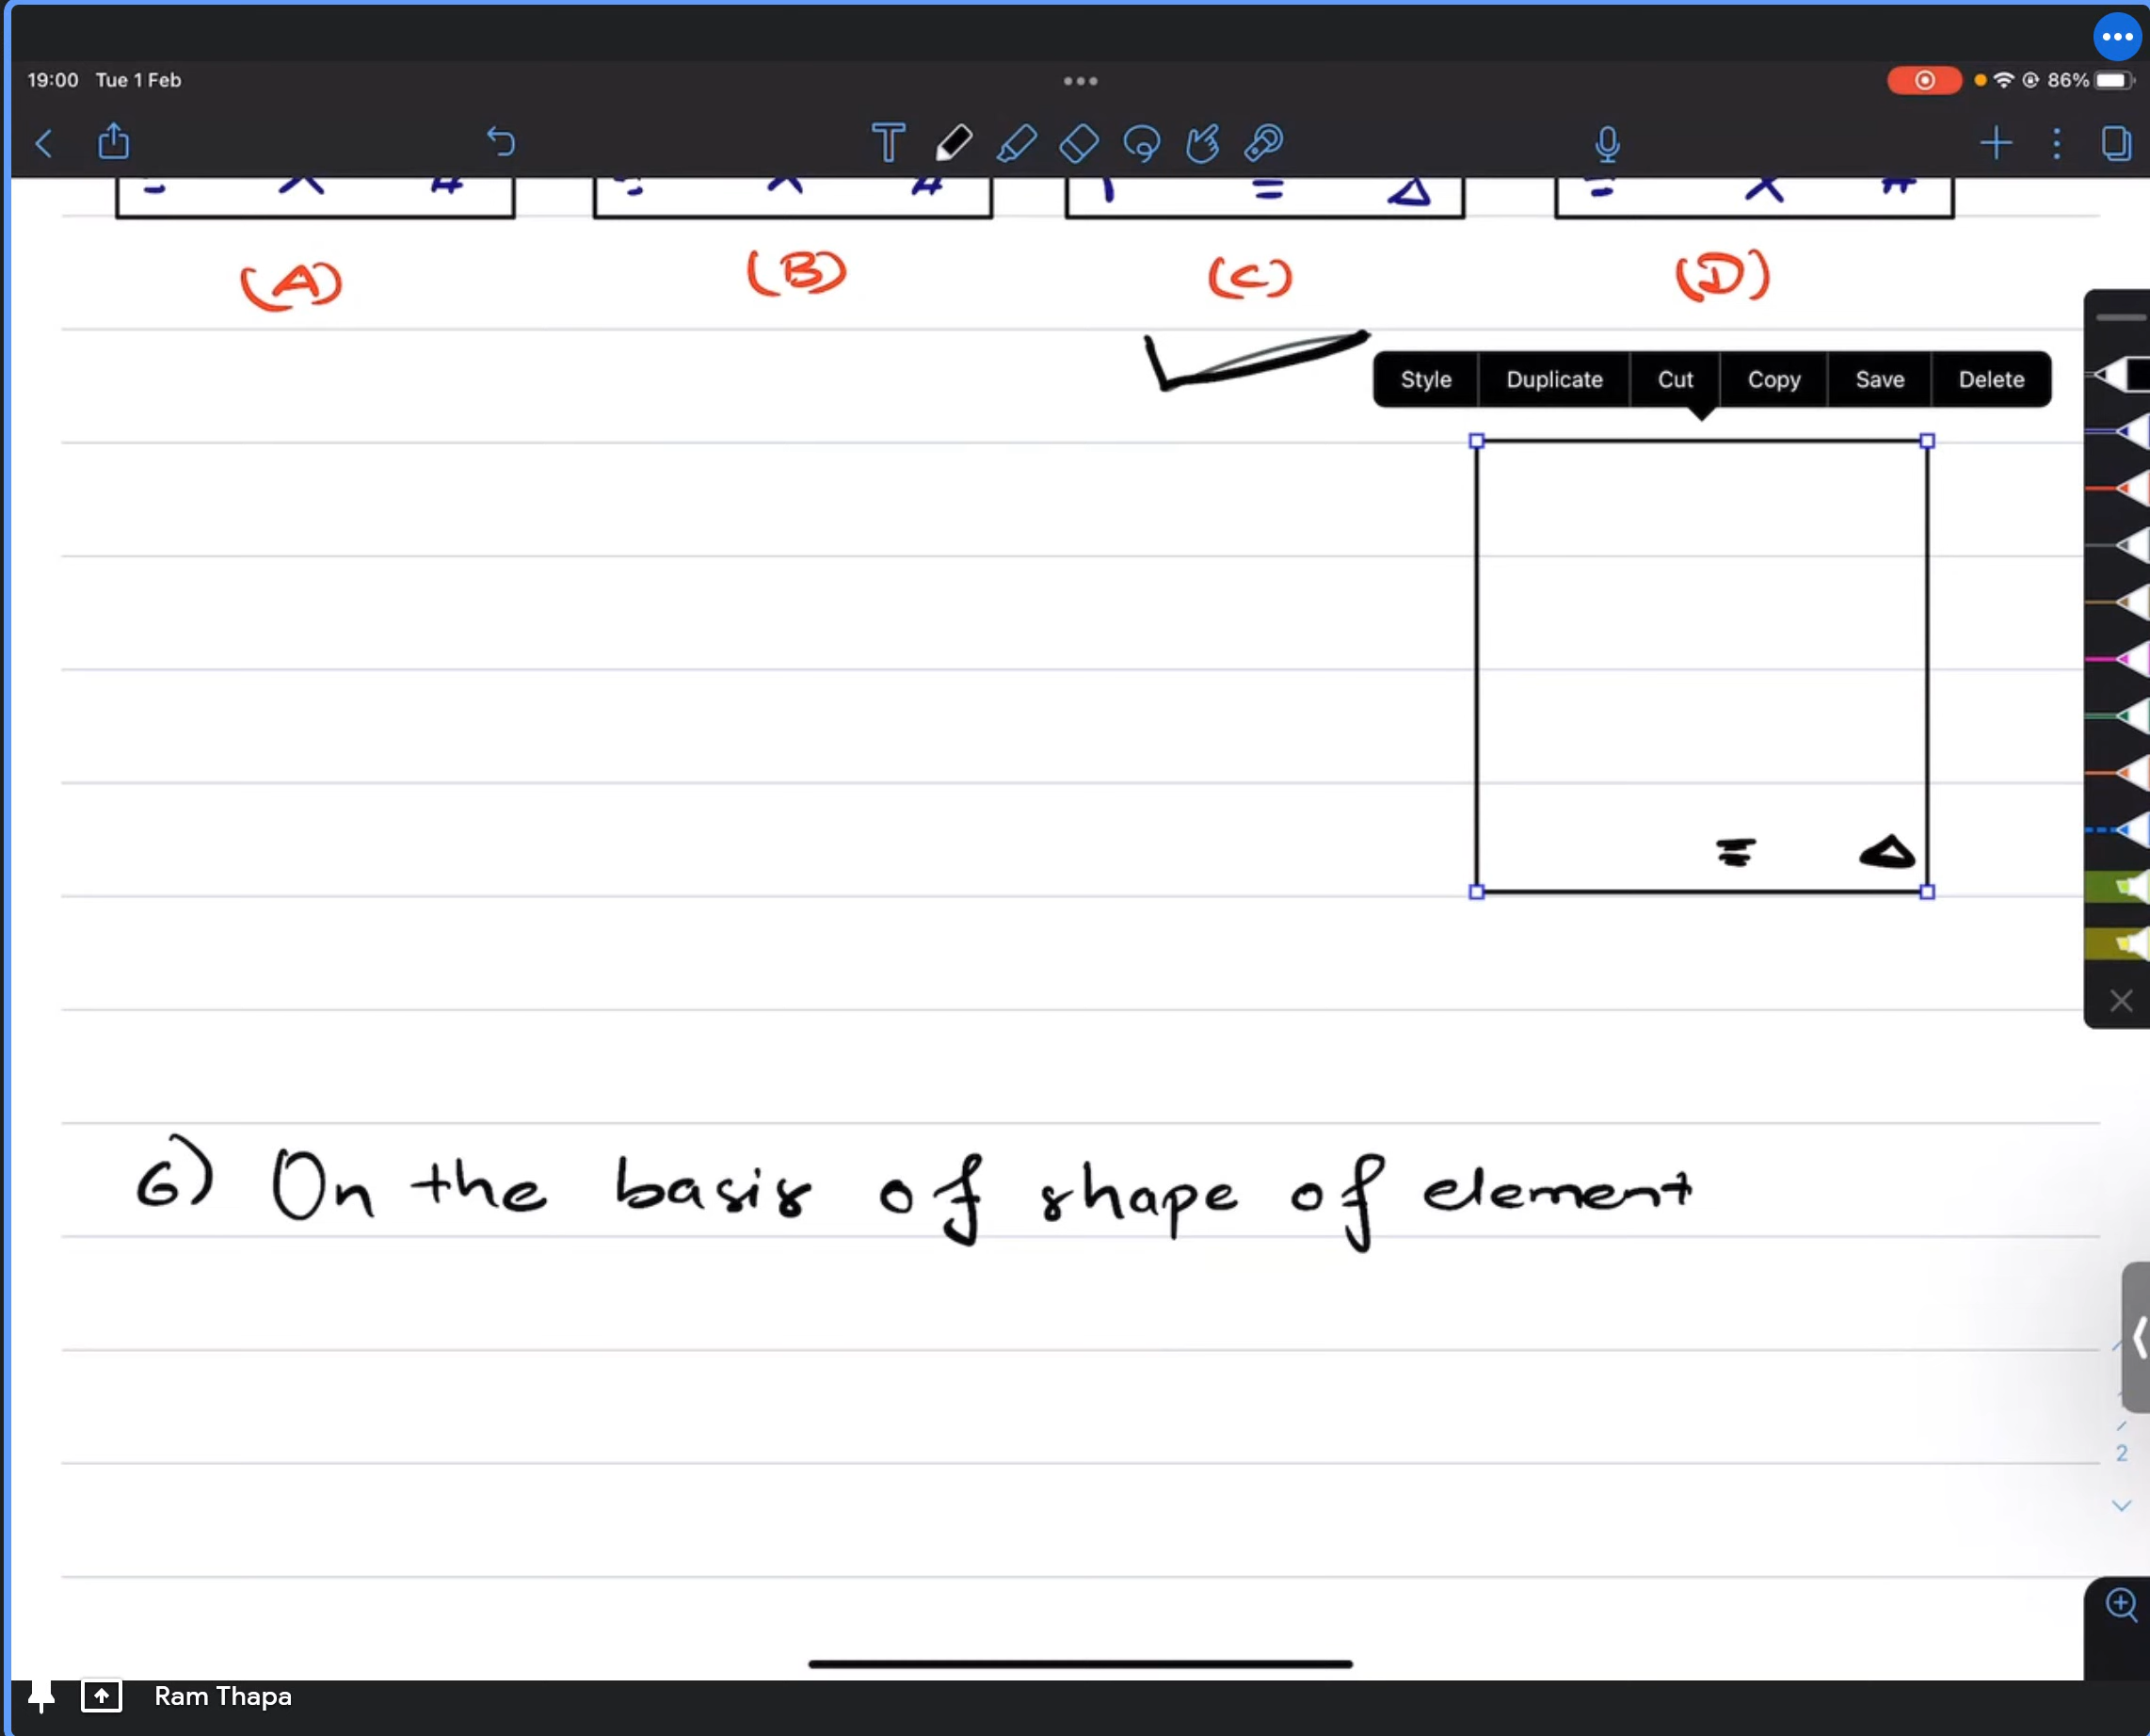 19:00 Tue 1 Feb
86%
= × #
= × #
= Δ
= × #
(A) (B) (C) (D)
Style Duplicate Cut Copy Save Delete
= Δ
6) On the basis of shape of element
2
Ram Thapa